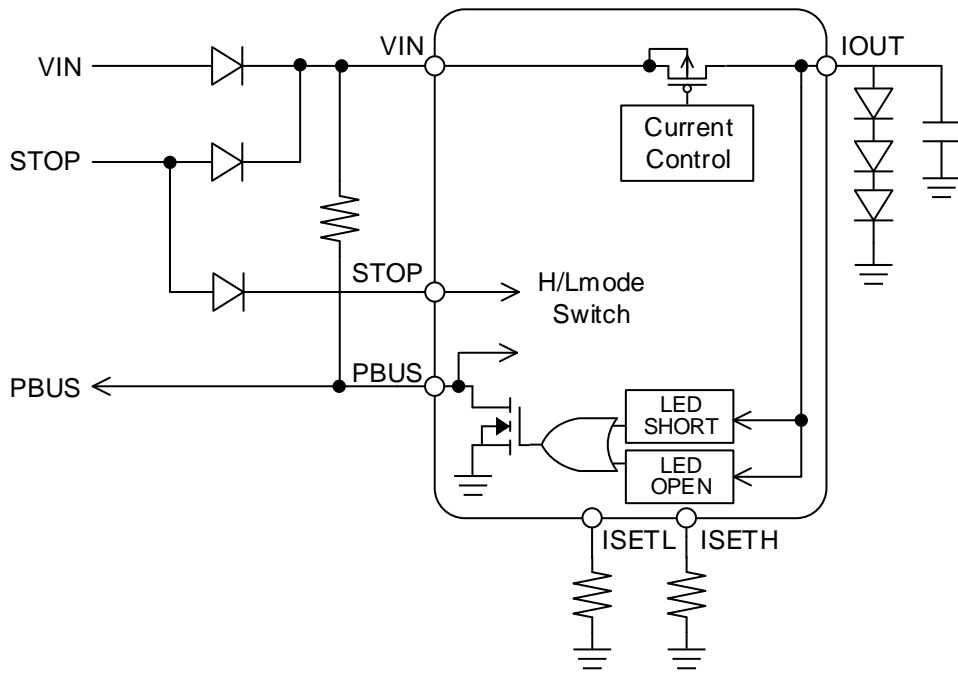 VIN
VIN
IOUT
Current
Control
STOP
STOP
H/Lmode
Switch
PBUS
PBUS
LED
SHORT
LED
OPEN
ISETL
ISETH